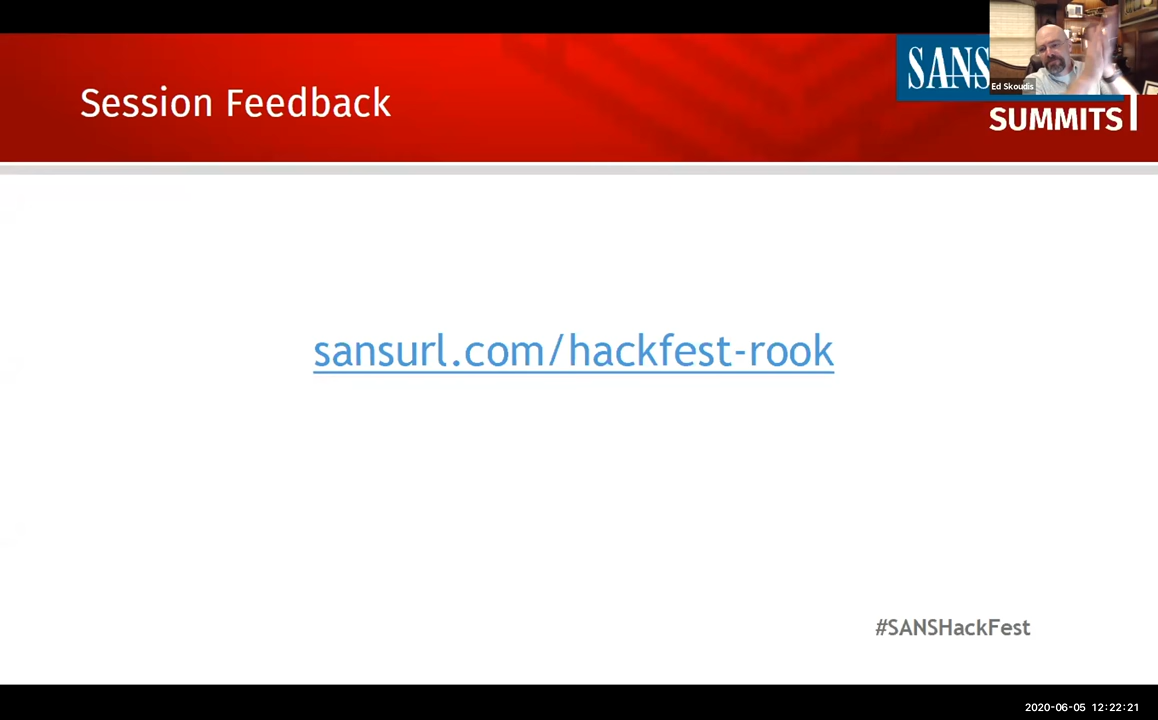 Session Feedback
SANS
Ed Skoudis
SUMMITS
sansurl.com/hackfest-rook
#SANSHackFest
2020-06-05 12:22:21